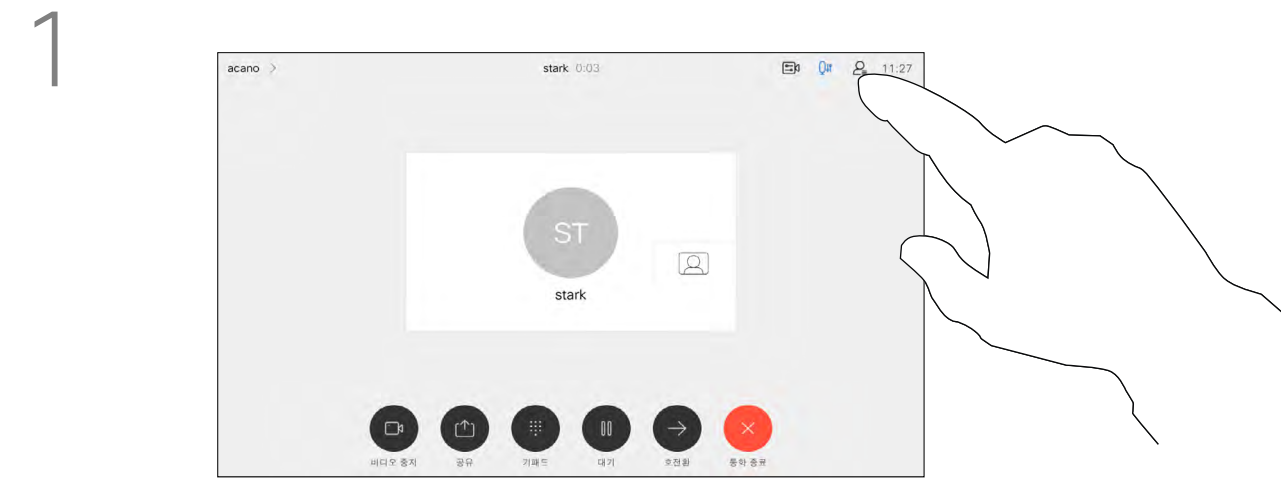 1
acano >
stark 0:03
11:27
ST
stark
비디오 중지
공유
키패드
대기
호전환
통화 종료